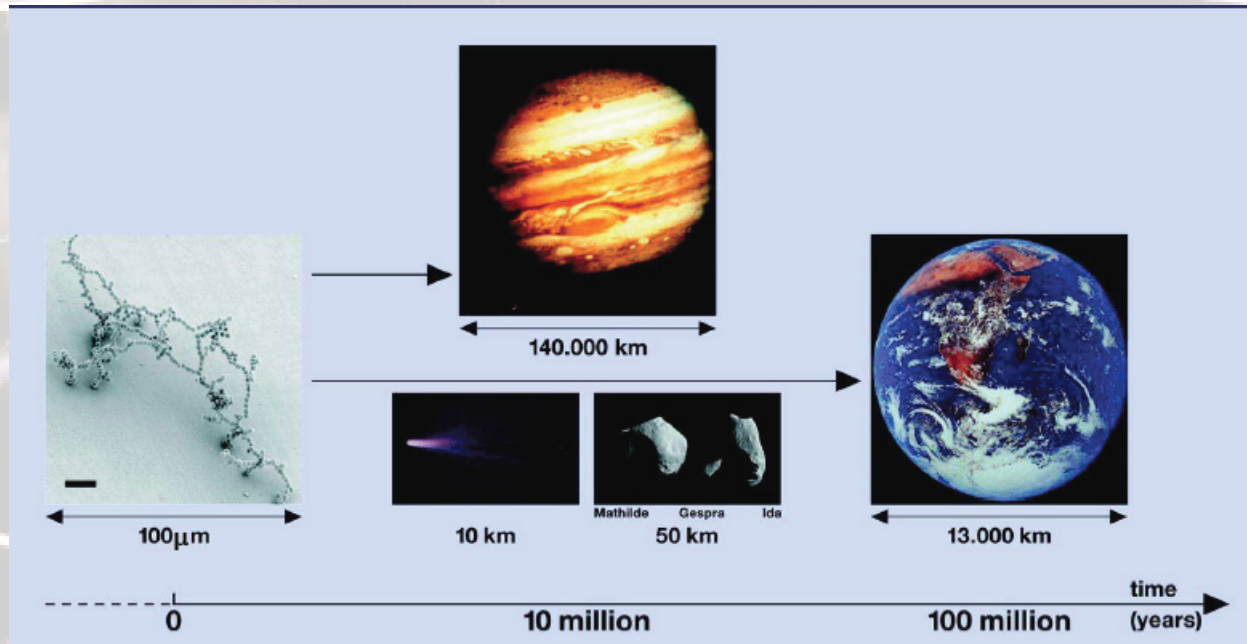 140.000 km
100μm
Mathilde Gespra Ida
10 km
50 km
13.000 km
0
10 million
100 million
time
(years)